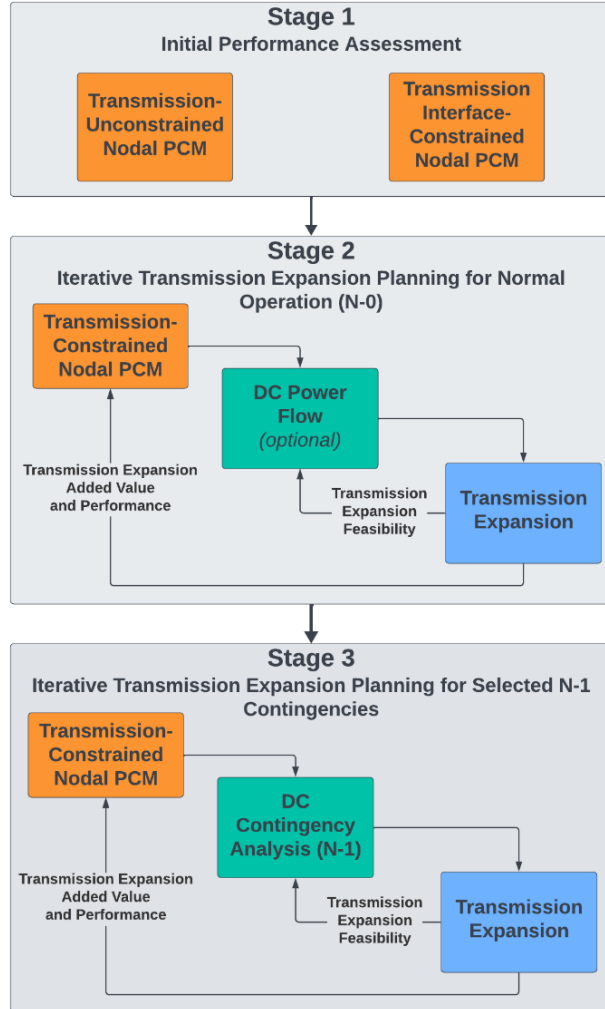 Stage 1
Initial Performance Assessment
Transmission-
Unconstrained
Nodal PCM
Transmission
Interface-
Constrained
Nodal PCM
Stage 2
Iterative Transmission Expansion Planning for Normal
Operation (N-0)
Transmission-
Constrained
Nodal PCM
DC Power
Flow
(optional)
Transmission Expansion
Added Value
and Performance
Transmission
Expansion
Feasibility
Transmission
Expansion
Stage 3
Iterative Transmission Expansion Planning for Selected N-1
Contingencies
Transmission-
Constrained
Nodal PCM
DC
Contingency
Analysis (N-1)
Transmission Expansion
Added Value
and Performance
Transmission
Expansion
Feasibility
Transmission
Expansion